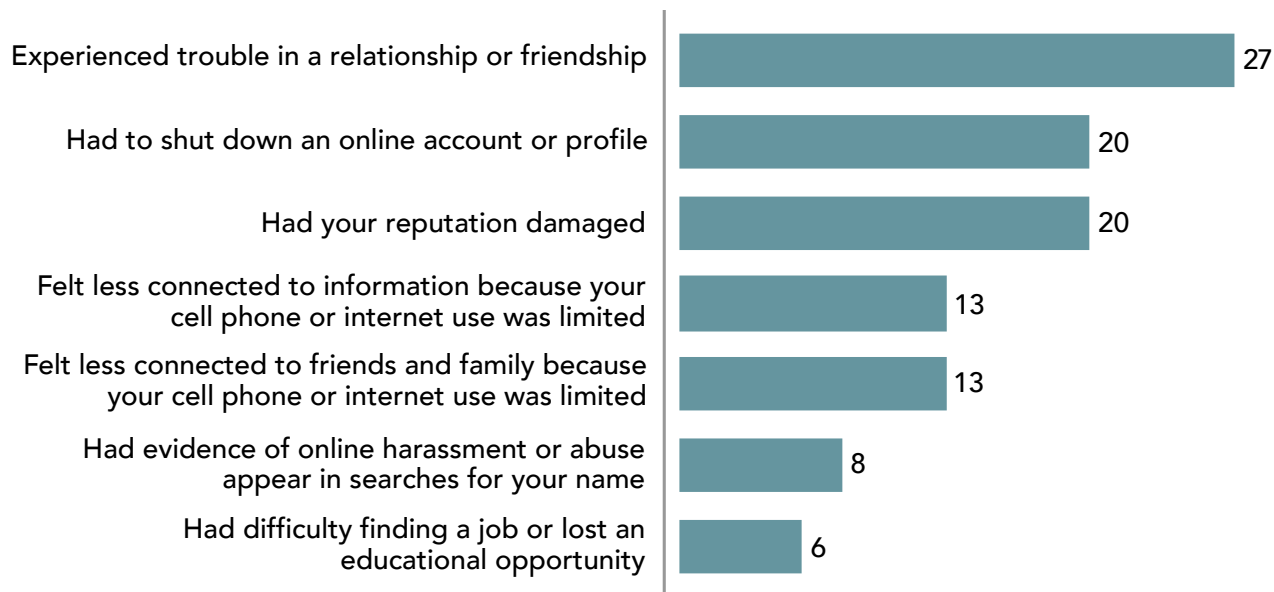 Experienced trouble in a relationship or friendship 27
Had to shut down an online account or profile 20
Had your reputation damaged 20
Felt less connected to information because your
cell phone or internet use was limited 13
Felt less connected to friends and family because
your cell phone or internet use was limited 13
Had evidence of online harassment or abuse
appear in searches for your name 8
Had difficulty finding a job or lost an
educational opportunity 6